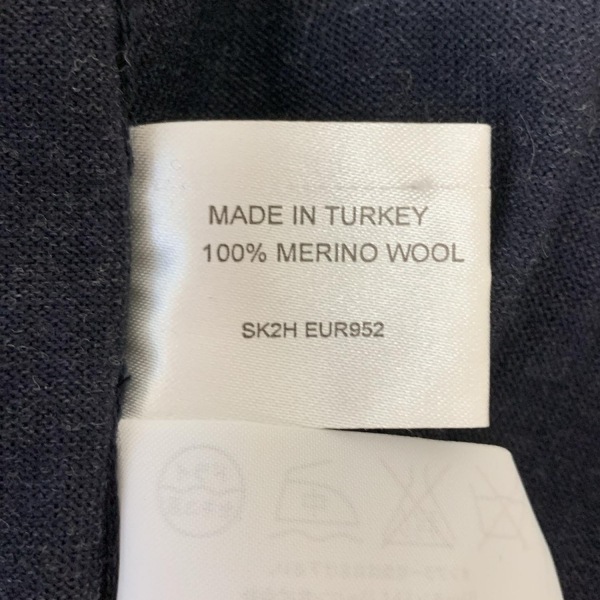 MADE IN TURKEY
100% MERINO WOOL
SK2H EUR952